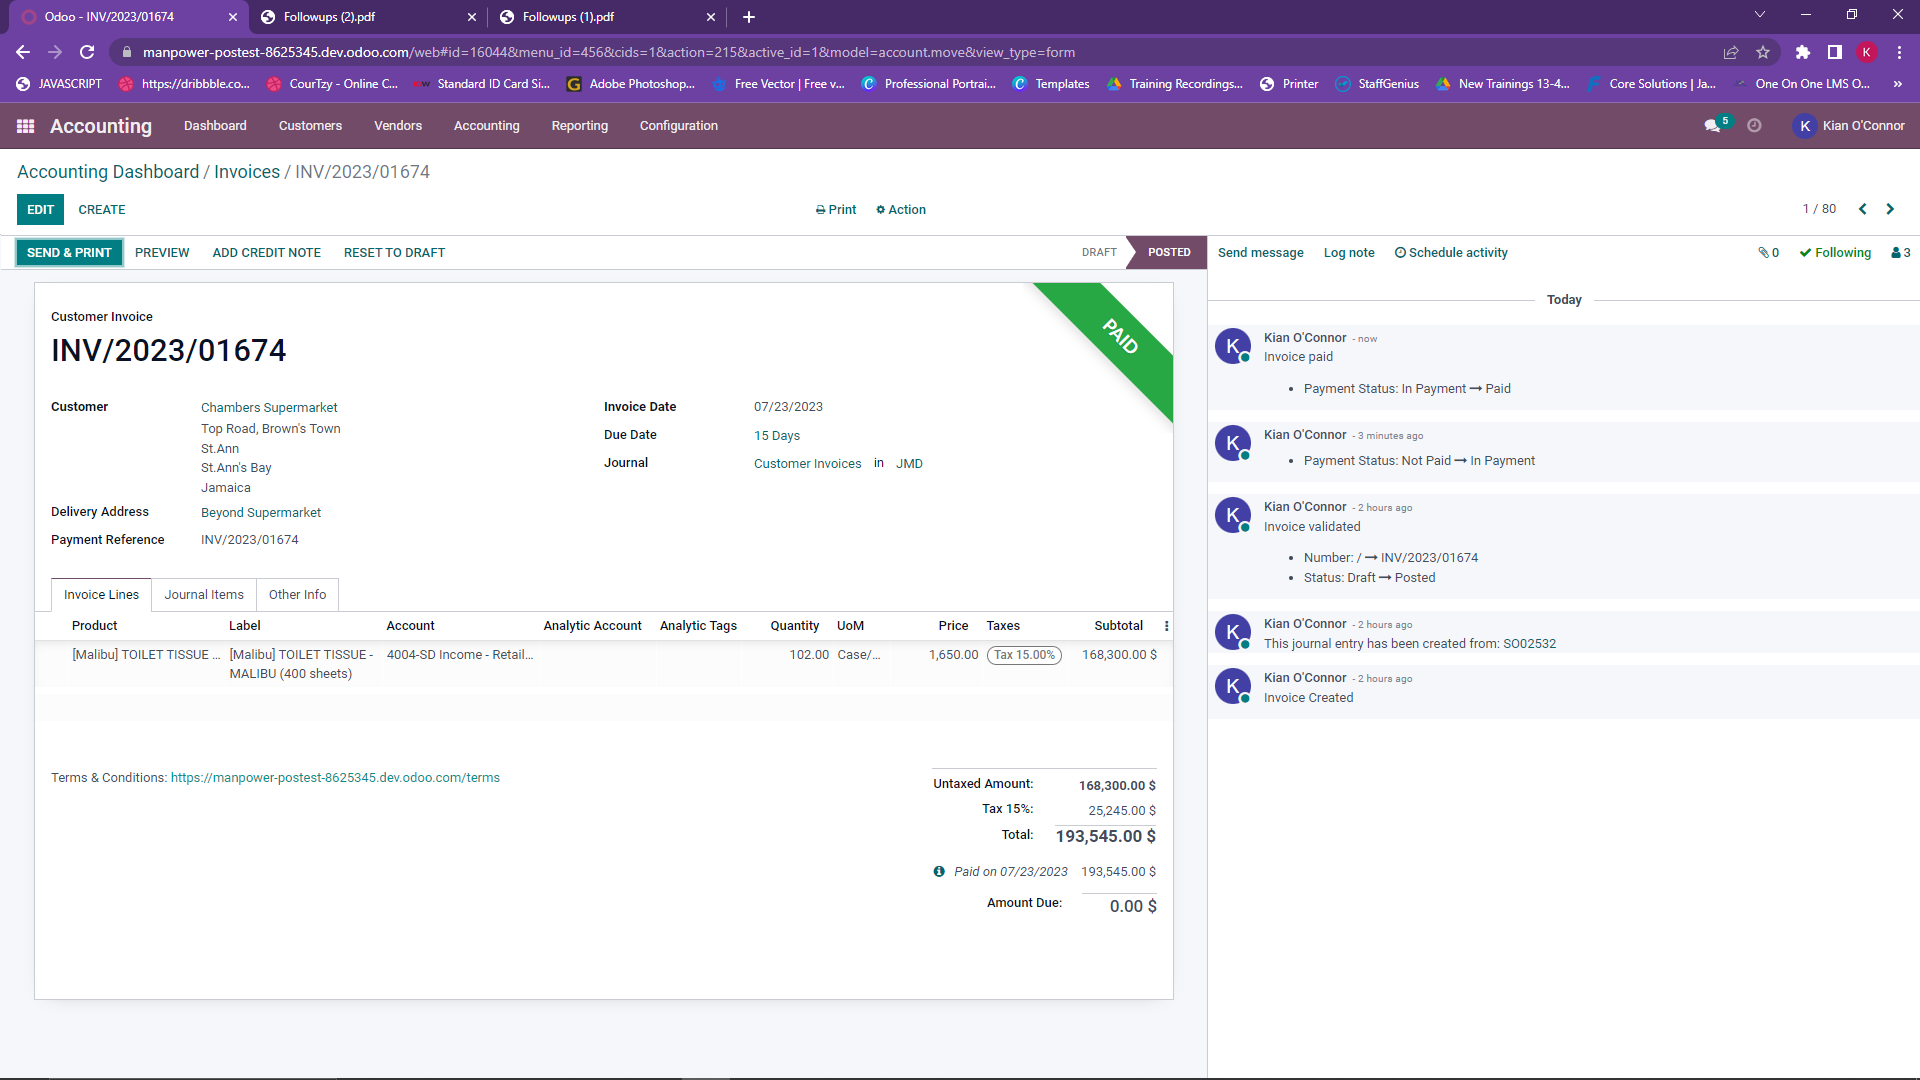 Odoo - INV/2023/01674
Followups (2).pdf
Followups (1).pdf
manpower-postest-8625345.dev.odoo.com/web#id=16044&menu_id=456&cids=1&action=215&active_id=1&model=account.move&view_type=form
K
JAVASCRIPT
https://dribbble.co...
CourTzy - Online C...
Standard ID Card Si...
Adobe Photoshop...
Free Vector | Free v...
Professional Portrai...
Templates
Training Recordings...
Printer
StaffGenius
New Trainings 13-4...
Core Solutions | Ja...
One On One LMS O...
»
Accounting
Dashboard
Customers
Vendors
Accounting
Reporting
Configuration
5
K
Kian O'Connor
Accounting Dashboard / Invoices / INV/2023/01674
EDIT
CREATE
Print
Action
1 / 80
SEND & PRINT
PREVIEW
ADD CREDIT NOTE
RESET TO DRAFT
DRAFT
POSTED
Send message
Log note
Schedule activity
0
Following
3
Customer Invoice
INV/2023/01674
PAID
Customer
Chambers Supermarket
Top Road, Brown's Town
St.Ann
St.Ann's Bay
Jamaica
Delivery Address
Beyond Supermarket
Payment Reference
INV/2023/01674
Invoice Date
07/23/2023
Due Date
15 Days
Journal
Customer Invoices in JMD
Invoice Lines
Journal Items
Other Info
Product
Label
Account
Analytic Account
Analytic Tags
Quantity
UoM
Price
Taxes
Subtotal
[Malibu] TOILET TISSUE ...
[Malibu] TOILET TISSUE -
MALIBU (400 sheets)
4004-SD Income - Retail...
102.00
Case/...
1,650.00
Tax 15.00%
168,300.00 $
Terms & Conditions: https://manpower-postest-8625345.dev.odoo.com/terms
Untaxed Amount: 168,300.00 $
Tax 15%: 25,245.00 $
Total: 193,545.00 $
Paid on 07/23/2023 193,545.00 $
Amount Due: 0.00 $
Today
K
Kian O'Connor - now
Invoice paid
Payment Status: In Payment → Paid
K
Kian O'Connor - 3 minutes ago
Payment Status: Not Paid → In Payment
K
Kian O'Connor - 2 hours ago
Invoice validated
Number: / → INV/2023/01674
Status: Draft → Posted
K
Kian O'Connor - 2 hours ago
This journal entry has been created from: SO02532
K
Kian O'Connor - 2 hours ago
Invoice Created